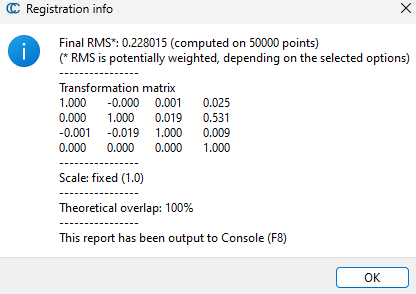 Registration info
Final RMS*: 0.228015 (computed on 50000 points)
(* RMS is potentially weighted, depending on the selected options)
----------------
Transformation matrix
1.000 -0.000 0.001 0.025
0.000 1.000 0.019 0.531
-0.001 -0.019 1.000 0.009
0.000 0.000 0.000 1.000
----------------
Scale: fixed (1.0)
----------------
Theoretical overlap: 100%
----------------
This report has been output to Console (F8)
OK